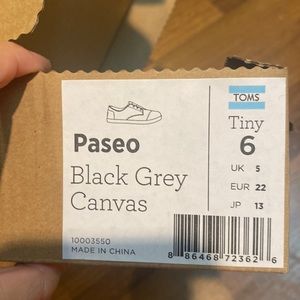 TOMS
Tiny
6
UK 5
EUR 22
JP 13
Paseo
Black Grey
Canvas
10003550
MADE IN CHINA
8 86468 72362 6